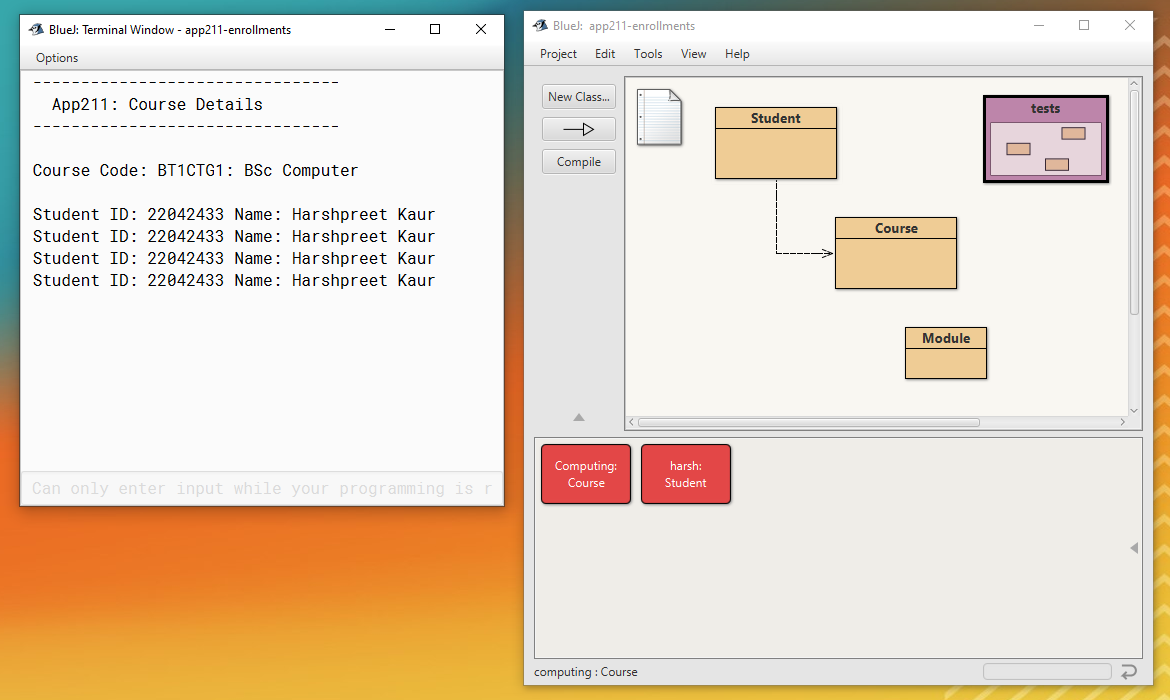 BlueJ: Terminal Window - app211-enrollments
Options
--------------------------------
App211: Course Details
--------------------------------
Course Code: BT1CTG1: BSc Computer
Student ID: 22042433 Name: Harshpreet Kaur
Student ID: 22042433 Name: Harshpreet Kaur
Student ID: 22042433 Name: Harshpreet Kaur
Student ID: 22042433 Name: Harshpreet Kaur
Can only enter input while your programming is r
BlueJ: app211-enrollments
Project Edit Tools View Help
New Class...
Compile
Student
tests
Course
Module
Computing:
Course
harsh:
Student
computing : Course